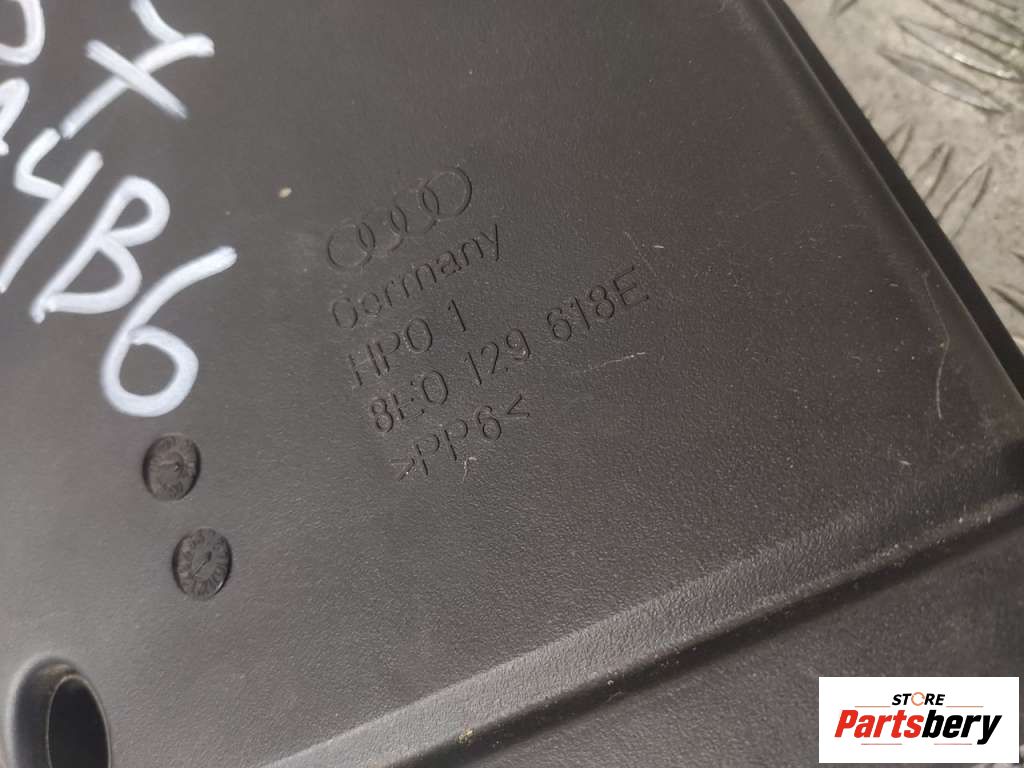 A4B6
Germany
HPO 1
8E0 129 618E
>PP6<
STORE
Partsbery